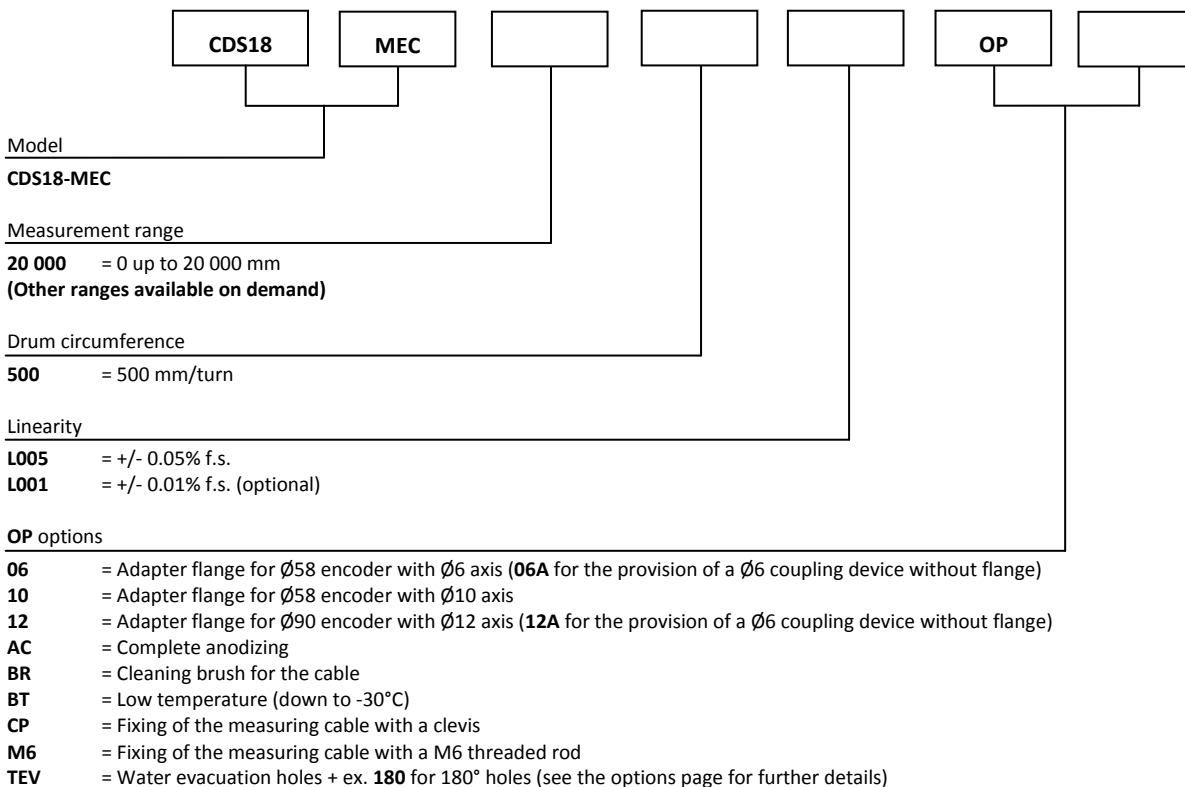 CDS18 MEC OP
Model
CDS18-MEC
Measurement range
20 000 = 0 up to 20 000 mm
(Other ranges available on demand)
Drum circumference
500 = 500 mm/turn
Linearity
L005 = +/- 0.05% f.s.
L001 = +/- 0.01% f.s. (optional)
OP options
06 = Adapter flange for Ø58 encoder with Ø6 axis (06A for the provision of a Ø6 coupling device without flange)
10 = Adapter flange for Ø58 encoder with Ø10 axis
12 = Adapter flange for Ø90 encoder with Ø12 axis (12A for the provision of a Ø6 coupling device without flange)
AC = Complete anodizing
BR = Cleaning brush for the cable
BT = Low temperature (down to -30°C)
CP = Fixing of the measuring cable with a clevis
M6 = Fixing of the measuring cable with a M6 threaded rod
TEV = Water evacuation holes + ex. 180 for 180° holes (see the options page for further details)